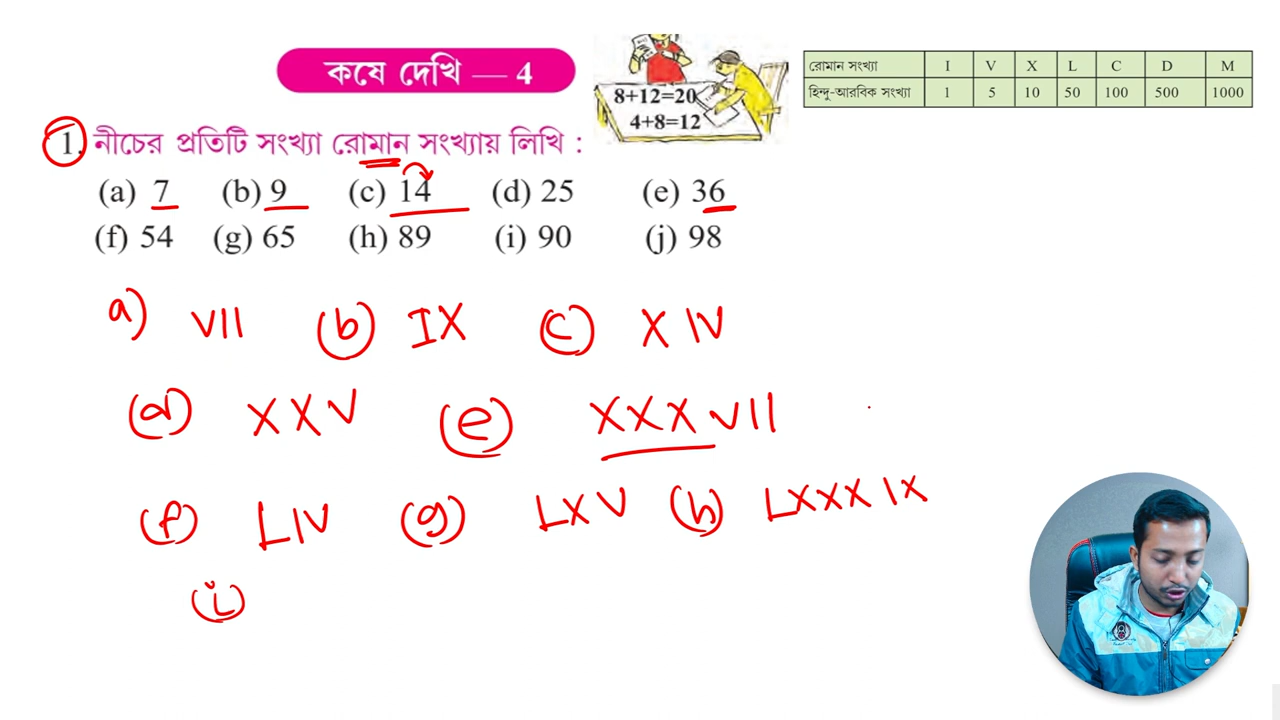 কষে দেখি — 4
8+12=20
4+8=12
রোমান সংখ্যা I V X L C D M
হিন্দু-আরবিক সংখ্যা 1 5 10 50 100 500 1000
1. নীচের প্রতিটি সংখ্যা রোমান সংখ্যায় লিখি :
(a) 7 (b) 9 (c) 14 (d) 25 (e) 36
(f) 54 (g) 65 (h) 89 (i) 90 (j) 98
a) VII (b) IX (c) XIV
(d) XXV (e) XXXVII
(f) LIV (g) LXV (h) LXXXIX
(i)